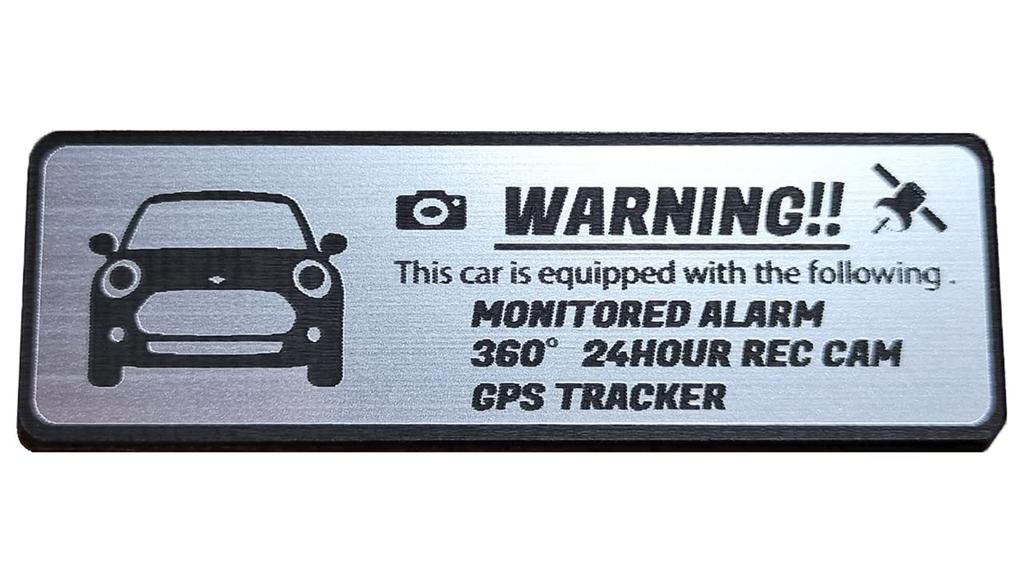 WARNING!!
This car is equipped with the following .
MONITORED ALARM
360° 24HOUR REC CAM
GPS TRACKER